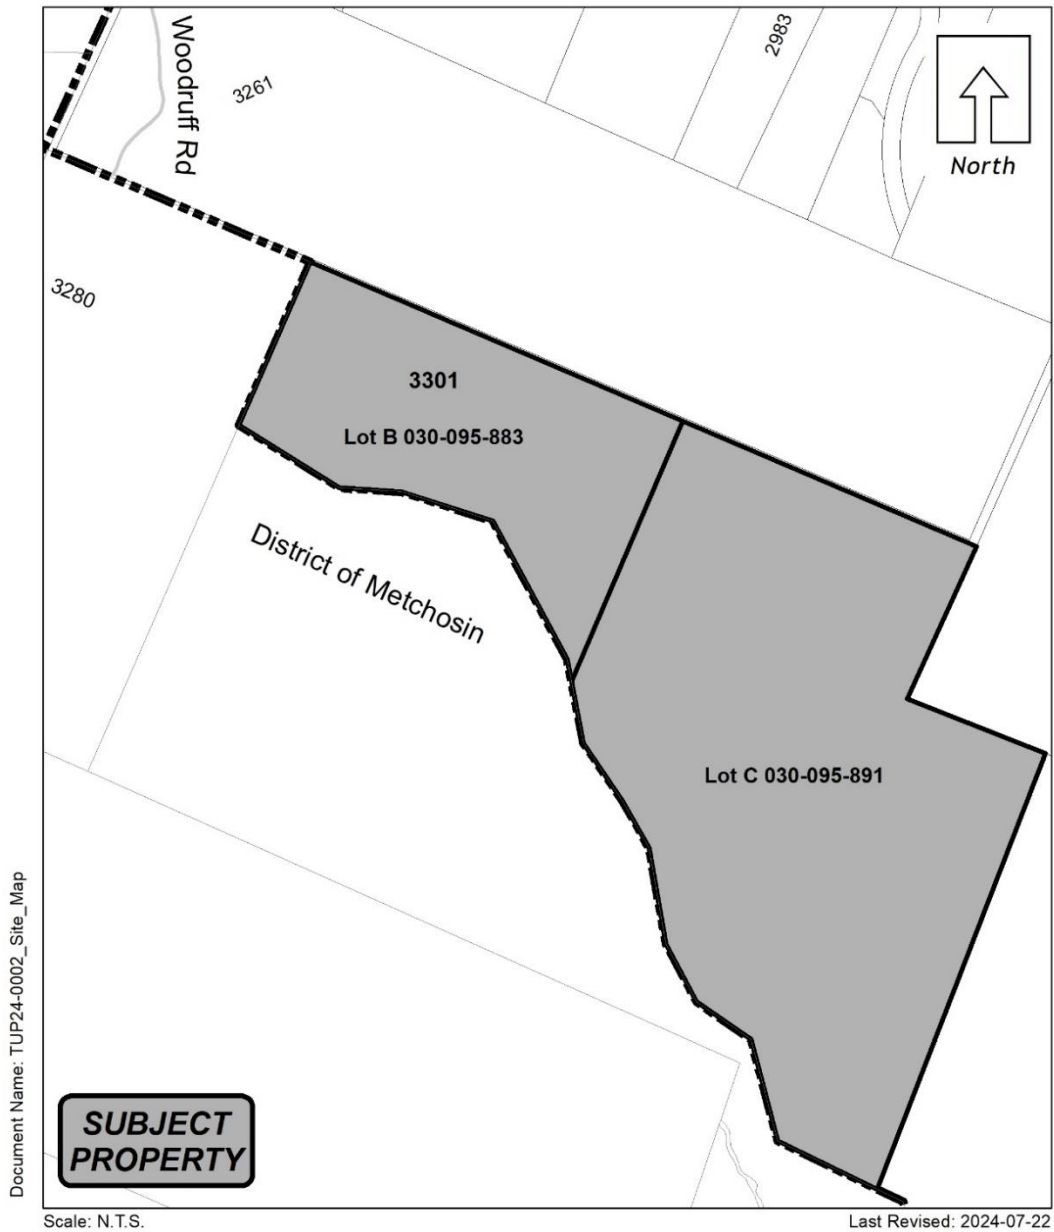 2983
Woodruff Rd
3261
North
3280
3301
Lot B 030-095-883
District of Metchosin
Lot C 030-095-891
Document Name: TUP24-0002_Site_Map
SUBJECT
PROPERTY
Scale: N.T.S.
Last Revised: 2024-07-22